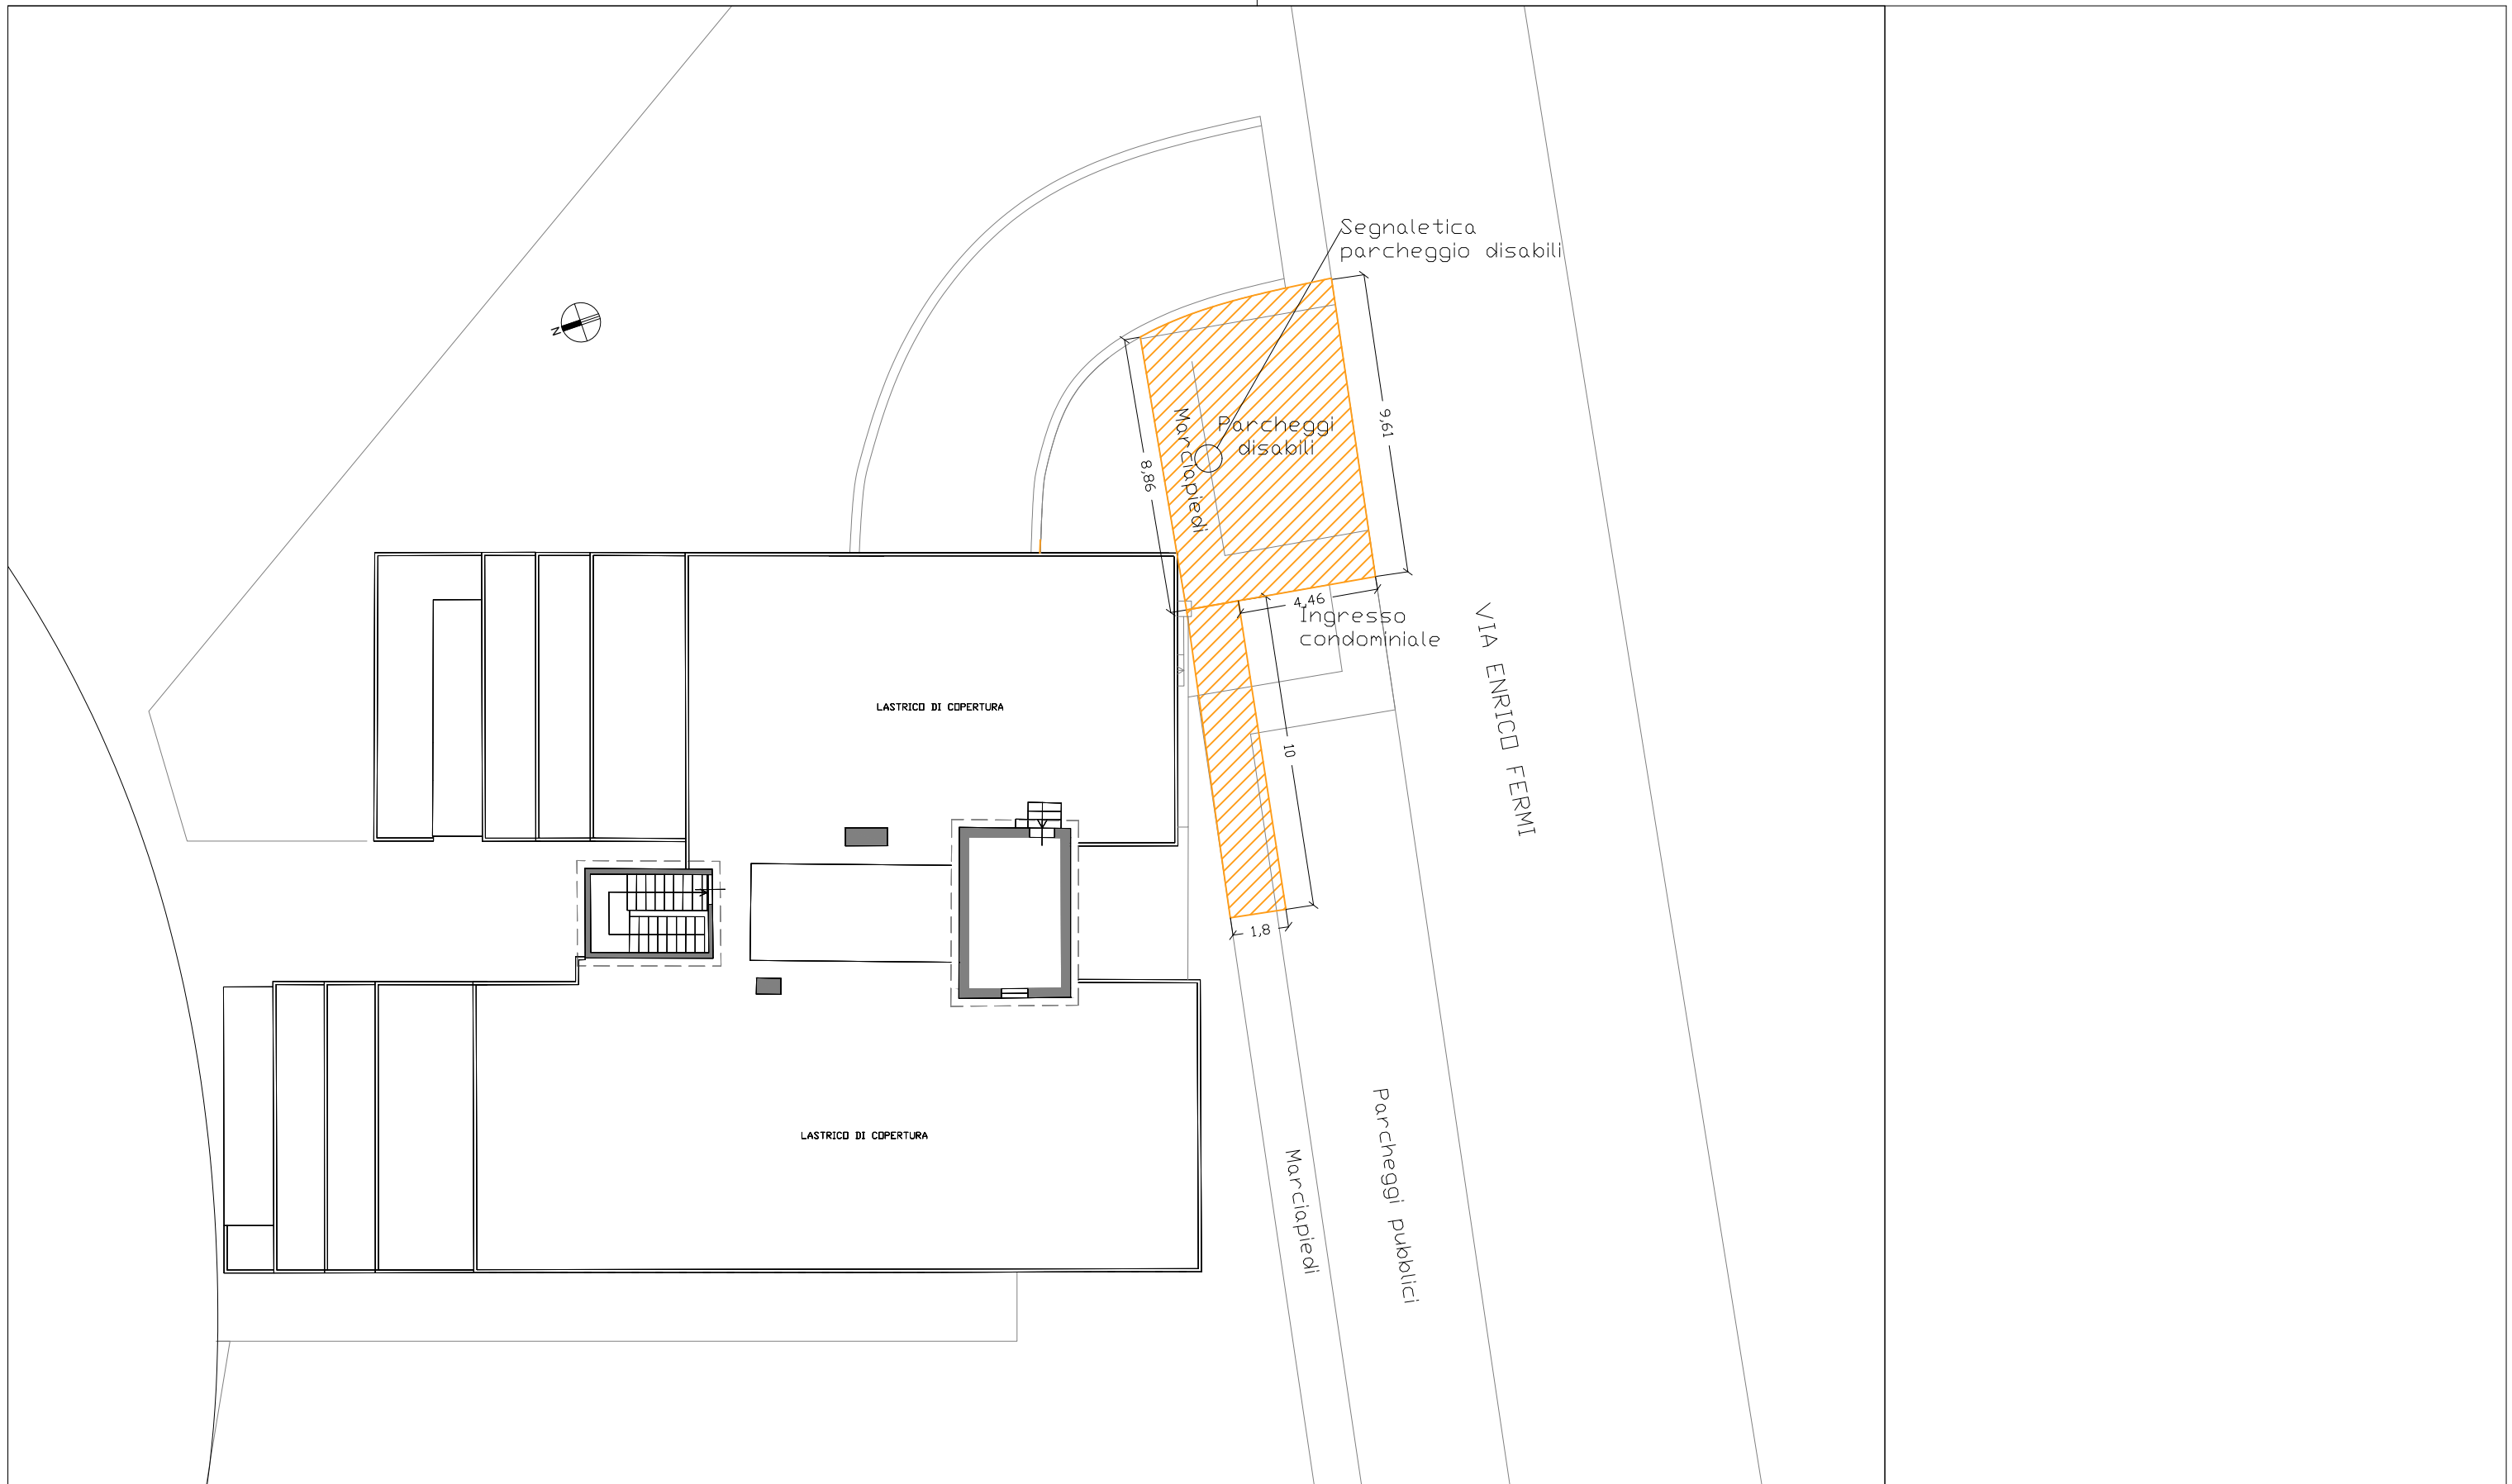 Segnaletica
parcheggio disabili
N
9,61
Parcheggi
disabili
Marciapiedi
8,86
4,46
Ingresso
condominiale
VIA ENRICO FERMI
LASTRICO DI COPERTURA
10
1,8
Parcheggi pubblici
LASTRICO DI COPERTURA
Marciapiedi